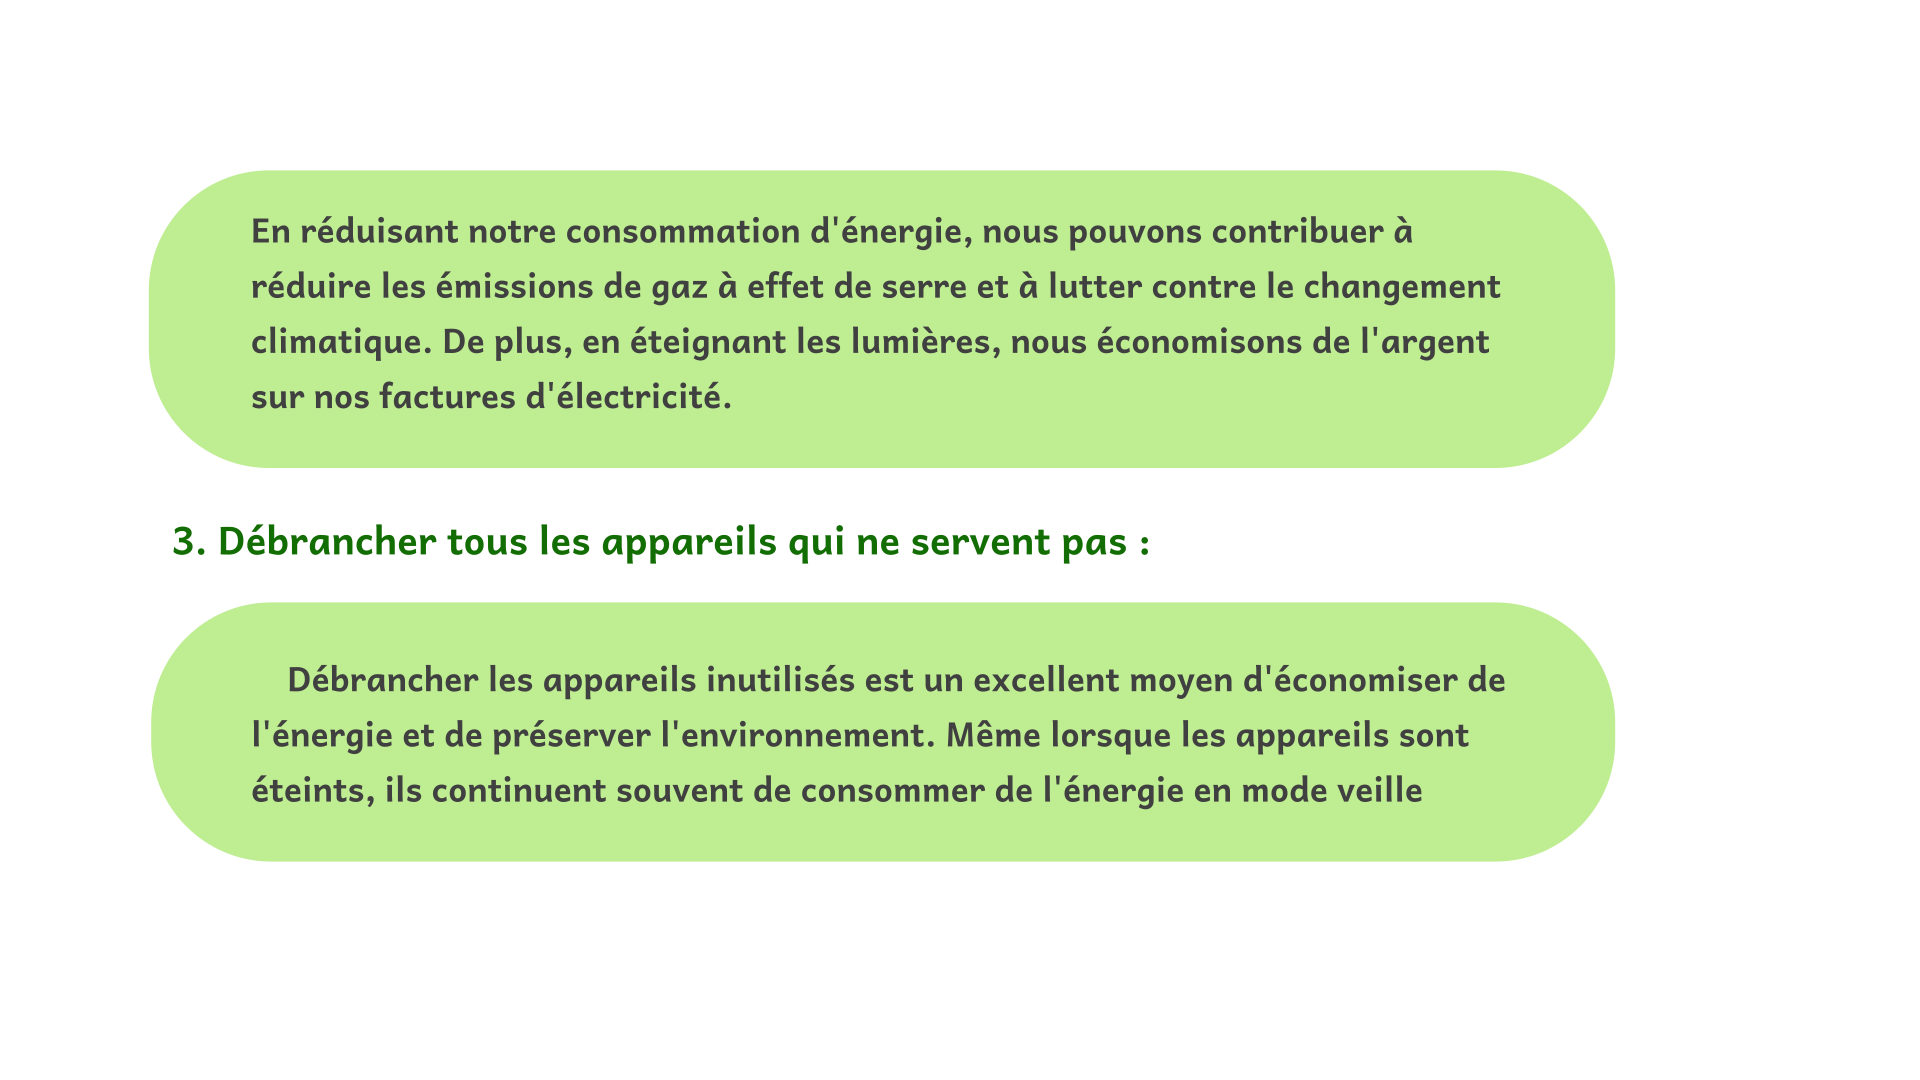 En réduisant notre consommation d'énergie, nous pouvons contribuer à
réduire les émissions de gaz à effet de serre et à lutter contre le changement
climatique. De plus, en éteignant les lumières, nous économisons de l'argent
sur nos factures d'électricité.
3. Débrancher tous les appareils qui ne servent pas :
Débrancher les appareils inutilisés est un excellent moyen d'économiser de
l'énergie et de préserver l'environnement. Même lorsque les appareils sont
éteints, ils continuent souvent de consommer de l'énergie en mode veille